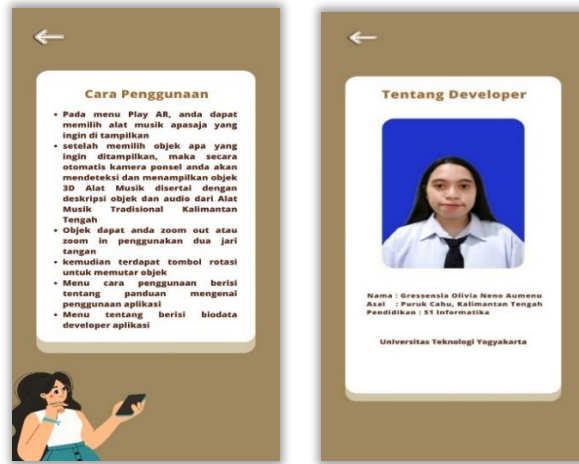 Cara Penggunaan
• Pada menu Play AR, anda dapat
memilih alat musik apasaja yang
ingin di tampilkan
• setelah memilih objek apa yang
ingin ditampilkan, maka secara
otomatis kamera ponsel anda akan
mendeteksi dan menampilkan objek
3D Alat Musik disertai dengan
deskripsi objek dan audio dari Alat
Musik Tradisional Kalimantan
Tengah
• Objek dapat anda zoom out atau
zoom in penggunakan dua jari
tangan
• kemudian terdapat tombol rotasi
untuk memutar objek
• Menu cara penggunaan berisi
tentang panduan mengenai
penggunaan aplikasi
• Menu tentang berisi biodata
developer aplikasi
Tentang Developer
Nama : Gressensia Olivia Neno Aumenu
Asal : Puruk Cahu, Kalimantan Tengah
Pendidikan : S1 Informatika
Universitas Teknologi Yogyakarta